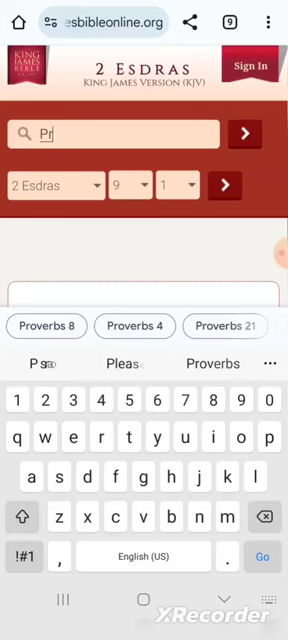 esbibleonline.org
9
KING
JAMES
BIBLE
ONLINE
2 ESDRAS
KING JAMES VERSION (KJV)
Sign In
Pr
2 Esdras
9
1
Proverbs 8
Proverbs 4
Proverbs 21
Pleas
Proverbs
1 2 3 4 5 6 7 8 9 0
q w e r t y u i o p
a s d f g h j k l
z x c v b n m
!#1 , English (US) . Go
XRecorder